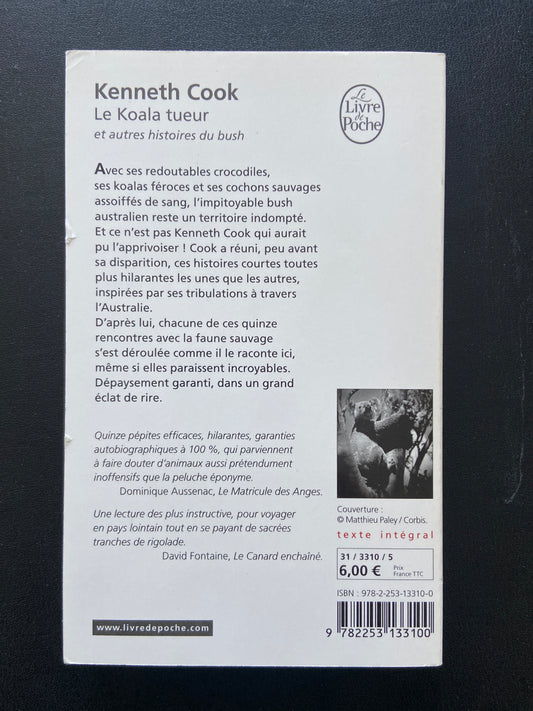 Kenneth Cook
Le Koala tueur
et autres histoires du bush
Le
Livre
de
Poche
Avec ses redoutables crocodiles,
ses koalas féroces et ses cochons sauvages
assoiffés de sang, l'impitoyable bush
australien reste un territoire indompté.
Et ce n'est pas Kenneth Cook qui aurait
pu l'apprivoiser ! Cook a réuni, peu avant
sa disparition, ces histoires courtes toutes
plus hilarantes les unes que les autres,
inspirées par ses tribulations à travers
l'Australie.
D'après lui, chacune de ces quinze
rencontres avec la faune sauvage
s'est déroulée comme il le raconte ici,
même si elles paraissent incroyables.
Dépaysement garanti, dans un grand
éclat de rire.
Quinze pépites efficaces, hilarantes, garanties
autobiographiques à 100 %, qui parviennent
à faire douter d'animaux aussi prétendument
inoffensifs que la peluche éponyme.
Dominique Aussenac, Le Matricule des Anges.
Une lecture des plus instructive, pour voyager
en pays lointain tout en se payant de sacrées
tranches de rigolade.
David Fontaine, Le Canard enchaîné.
www.livredepoche.com
Couverture :
© Matthieu Paley / Corbis.
texte intégral
31 / 3310 / 5
6,00 € Prix
France TTC
ISBN : 978-2-253-13310-0
9 782253 133100